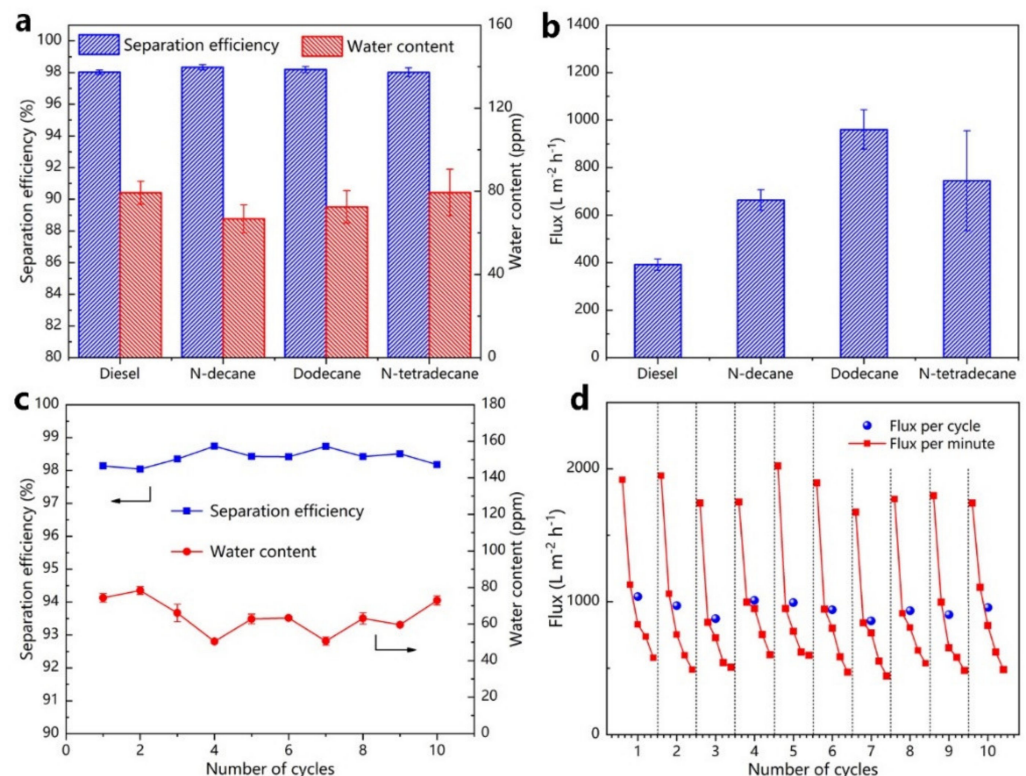 a
Separation efficiency
Water content
Separation efficiency (%)
100
98
96
94
92
90
88
86
84
82
80
160
140
120
100
80
60
40
20
0
Water content (ppm)
Diesel N-decane Dodecane N-tetradecane
b
Flux (L m⁻² h⁻¹)
1400
1200
1000
800
600
400
200
0
Diesel N-decane Dodecane N-tetradecane
c
Separation efficiency (%)
100
99
98
97
96
95
94
93
92
91
90
Separation efficiency
Water content
180
160
140
120
100
80
60
40
20
0
Water content (ppm)
0 2 4 6 8 10
Number of cycles
d
Flux per cycle
Flux per minute
Flux (L m⁻² h⁻¹)
2000
1000
0
1 2 3 4 5 6 7 8 9 10
Number of cycles